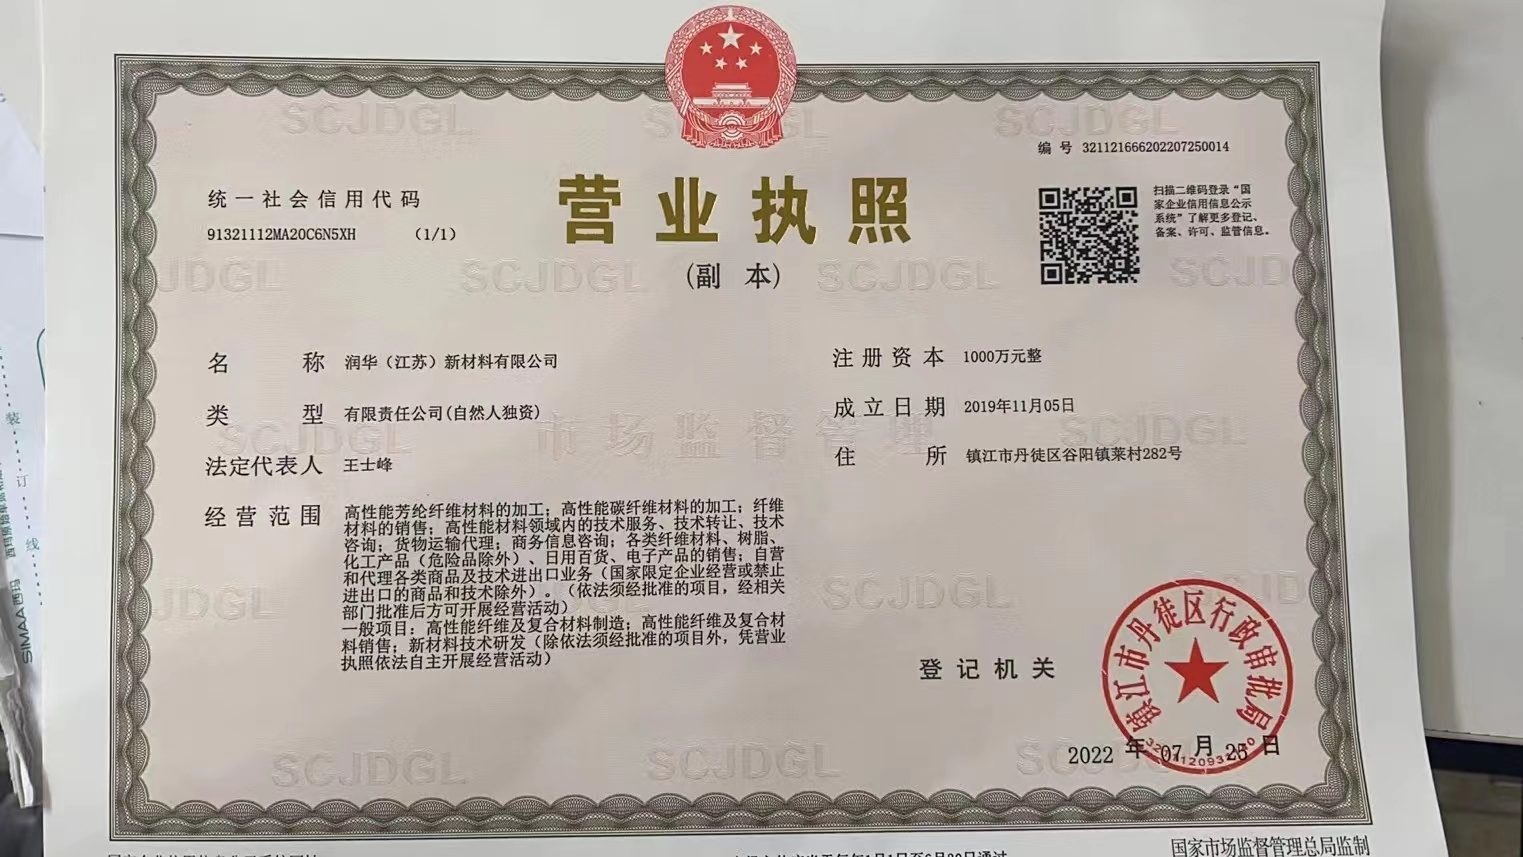 编号 321121666202207250014
统一社会信用代码
91321112MA20C6N5XH (1/1)
营业执照
(副 本)
扫描二维码登录“国
家企业信用信息公示
系统”了解更多登记、
备案、许可、监管信息。
名称 润华（江苏）新材料有限公司
类型 有限责任公司(自然人独资)
法定代表人 王士峰
经营范围 高性能芳纶纤维材料的加工；高性能碳纤维材料的加工；纤维
材料的销售；高性能材料领域内的技术服务、技术转让、技术
咨询；货物运输代理；商务信息咨询；各类纤维材料、树脂、
化工产品（危险品除外）、日用百货、电子产品的销售；自营
和代理各类商品及技术进出口业务（国家限定企业经营或禁止
进出口的商品和技术除外）。（依法须经批准的项目，经相关
部门批准后方可开展经营活动）
一般项目：高性能纤维及复合材料制造；高性能纤维及复合材
料销售；新材料技术研发（除依法须经批准的项目外，凭营业
执照依法自主开展经营活动）
注册资本 1000万元整
成立日期 2019年11月05日
住所 镇江市丹徒区谷阳镇莱村282号
登记机关
镇江市丹徒区行政审批局
2022 年 07 月 25 日
国家市场监督管理总局监制
市场监督管理
SCJDGL
SIMAA西玛
装
订
线